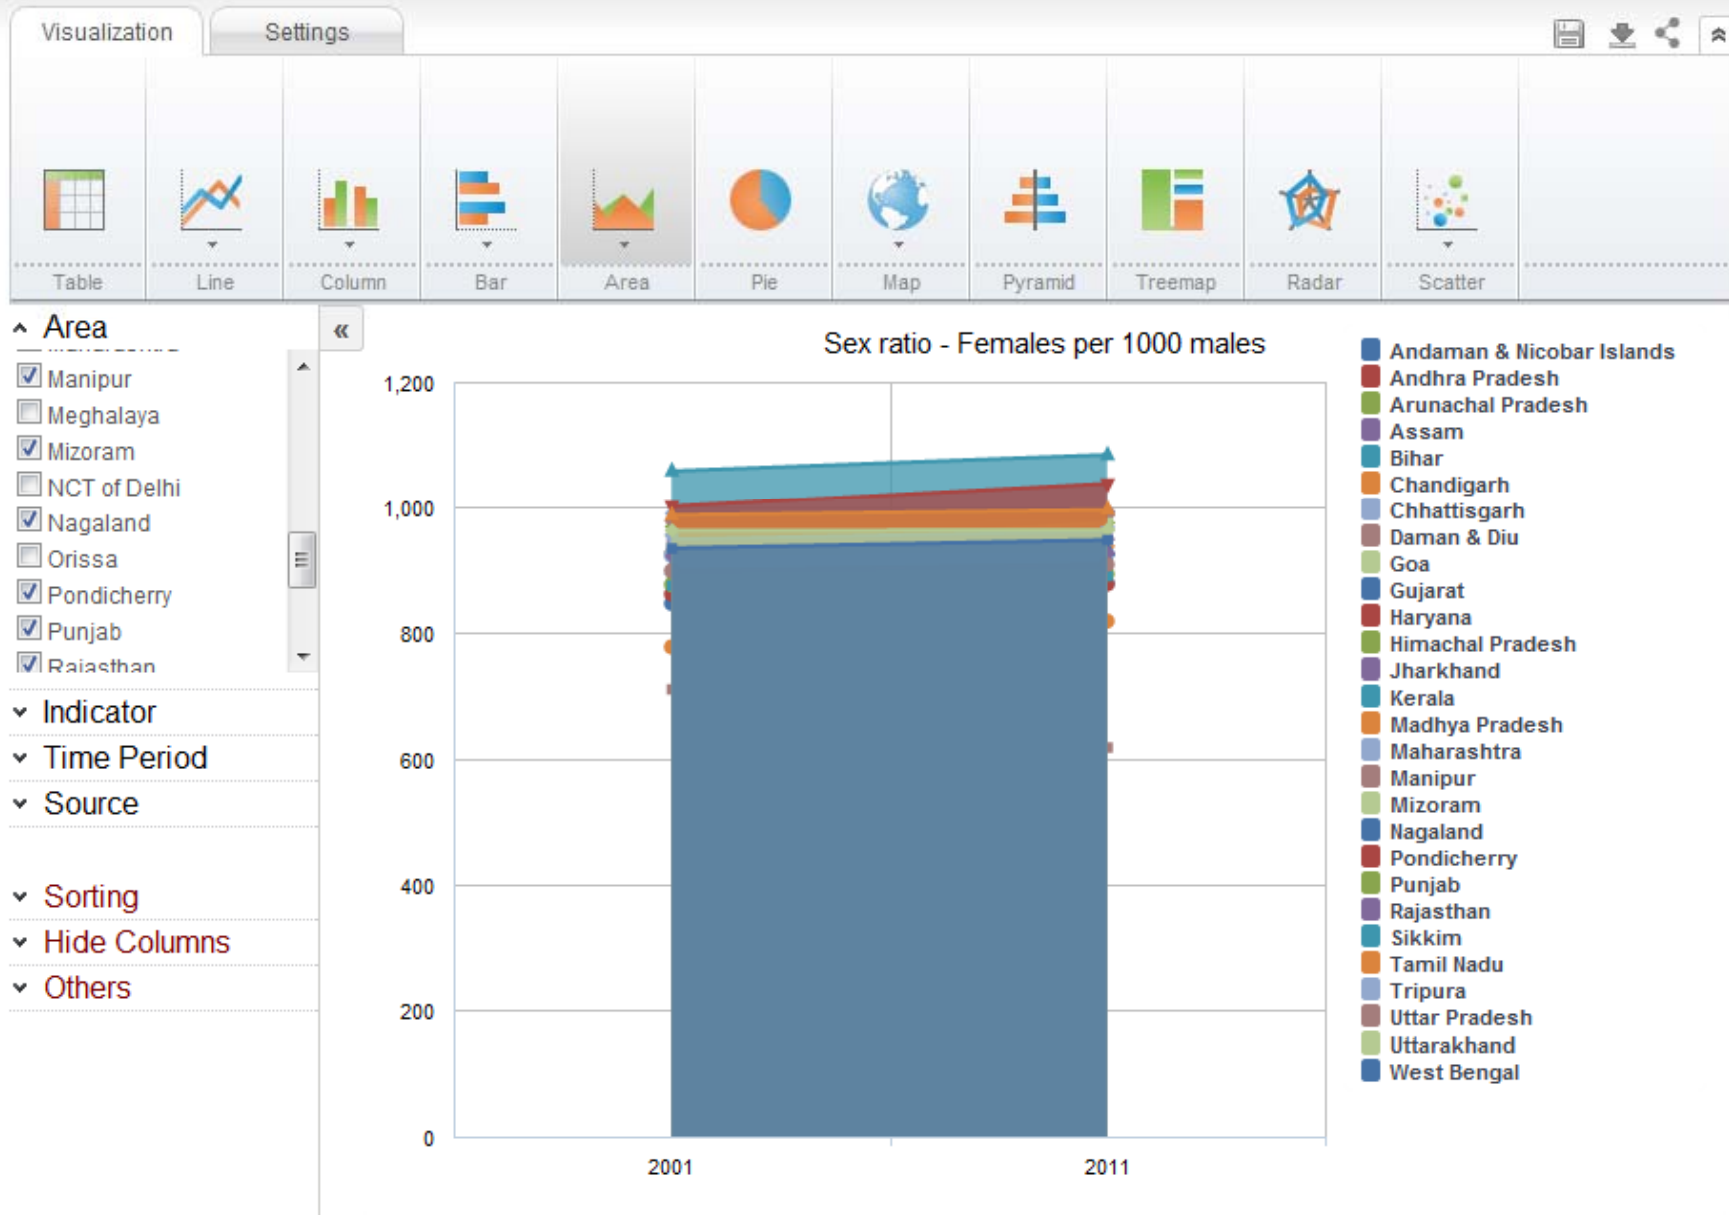 Visualization
Settings
Table
Line
Column
Bar
Area
Pie
Map
Pyramid
Treemap
Radar
Scatter
Area
Manipur
Meghalaya
Mizoram
NCT of Delhi
Nagaland
Orissa
Pondicherry
Punjab
Rajasthan
Indicator
Time Period
Source
Sorting
Hide Columns
Others
«
Sex ratio - Females per 1000 males
1,200
1,000
800
600
400
200
0
2001
2011
Andaman & Nicobar Islands
Andhra Pradesh
Arunachal Pradesh
Assam
Bihar
Chandigarh
Chhattisgarh
Daman & Diu
Goa
Gujarat
Haryana
Himachal Pradesh
Jharkhand
Kerala
Madhya Pradesh
Maharashtra
Manipur
Mizoram
Nagaland
Pondicherry
Punjab
Rajasthan
Sikkim
Tamil Nadu
Tripura
Uttar Pradesh
Uttarakhand
West Bengal